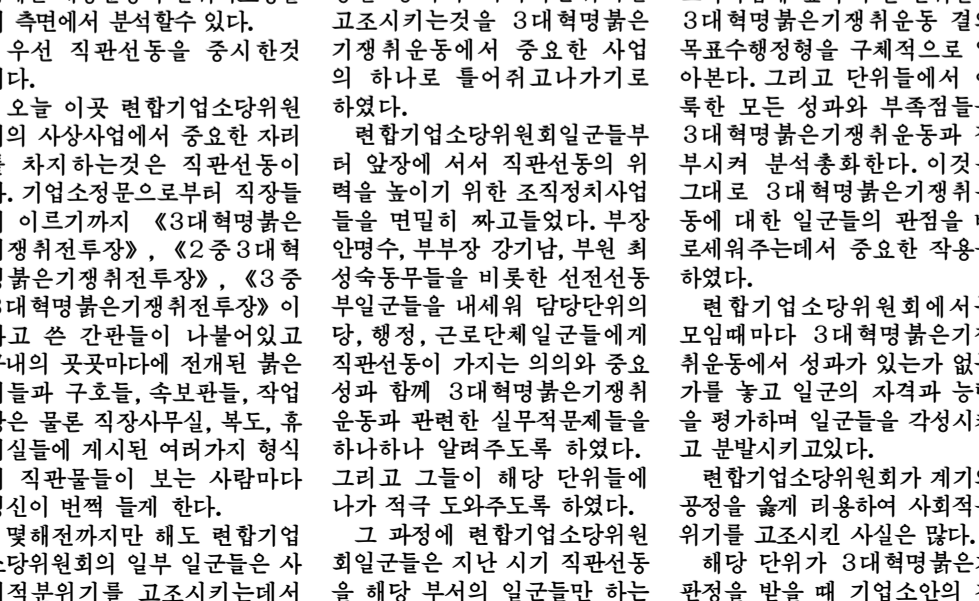 측면에서 분석할수 있다.
우선 직관선동을 중시한것
다.
오늘 이곳 련합기업소당위원
의 사상사업에서 중요한 자리
차지하는것은 직관선동이
. 기업소정문으로부터 직장들
이르기까지 《3대혁명붉은
쟁취전투장》, 《2중3대혁
붉은기쟁취전투장》, 《3중
대혁명붉은기쟁취전투장》이
고 쓴 간판들이 나붙어있고
내의 곳곳마다에 전개된 붉은
들과 구호들, 속보판들, 작업
은 물론 직장사무실, 복도, 휴
실들에 게시된 여러가지 형식
직관물들이 보는 사람마다
신이 번쩍 들게 한다.
몇해전까지만 해도 련합기업
당위원회의 일부 일군들은 사
적분위기를 고조시키는데서
고조시키는것을 3대혁명붉은
기쟁취운동에서 중요한 사업
의 하나로 틀어쥐고나가기로
하였다.
련합기업소당위원회일군들부
터 앞장에 서서 직관선동의 위
력을 높이기 위한 조직정치사업
들을 면밀히 짜고들었다. 부장
안명수, 부부장 강기남, 부원 최
성숙동무들을 비롯한 선전선동
부일군들을 내세워 담당단위의
당, 행정, 근로단체일군들에게
직관선동이 가지는 의의와 중요
성과 함께 3대혁명붉은기쟁취
운동과 관련한 실무적문제들을
하나하나 알려주도록 하였다.
그리고 그들이 해당 단위들에
나가 적극 도와주도록 하였다.
그 과정에 련합기업소당위원
회일군들은 지난 시기 직관선동
을 해당 부서의 일군들만 하는
3대혁명붉은기쟁취운동
목표수행정형을 구체적으로
아본다. 그리고 단위들에서
룩한 모든 성과와 부족점들
3대혁명붉은기쟁취운동과
부시켜 분석총화한다. 이것
그대로 3대혁명붉은기쟁취
동에 대한 일군들의 관점을
로세워주는데서 중요한 작용
하였다.
련합기업소당위원회에서
모임때마다 3대혁명붉은기
취운동에서 성과가 있는가 없
가를 놓고 일군의 자격과 능
을 평가하며 일군들을 각성시
고 분발시키고있다.
련합기업소당위원회가 계기
공정을 옳게 리용하여 사회적
위기를 고조시킨 사실은 많다.
해당 단위가 3대혁명붉은
판정을 받을 때 기업소안의